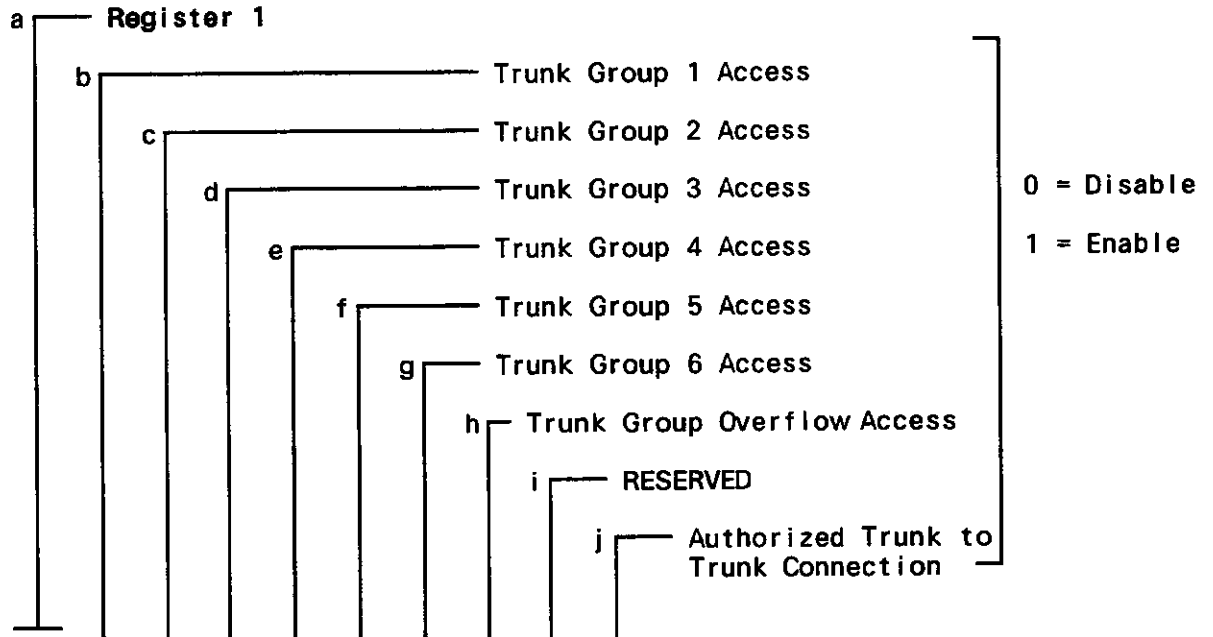 a Register 1
b Trunk Group 1 Access
c Trunk Group 2 Access
d Trunk Group 3 Access 0 = Disable
e Trunk Group 4 Access 1 = Enable
f Trunk Group 5 Access
g Trunk Group 6 Access
h Trunk Group Overflow Access
i RESERVED
j Authorized Trunk to
Trunk Connection